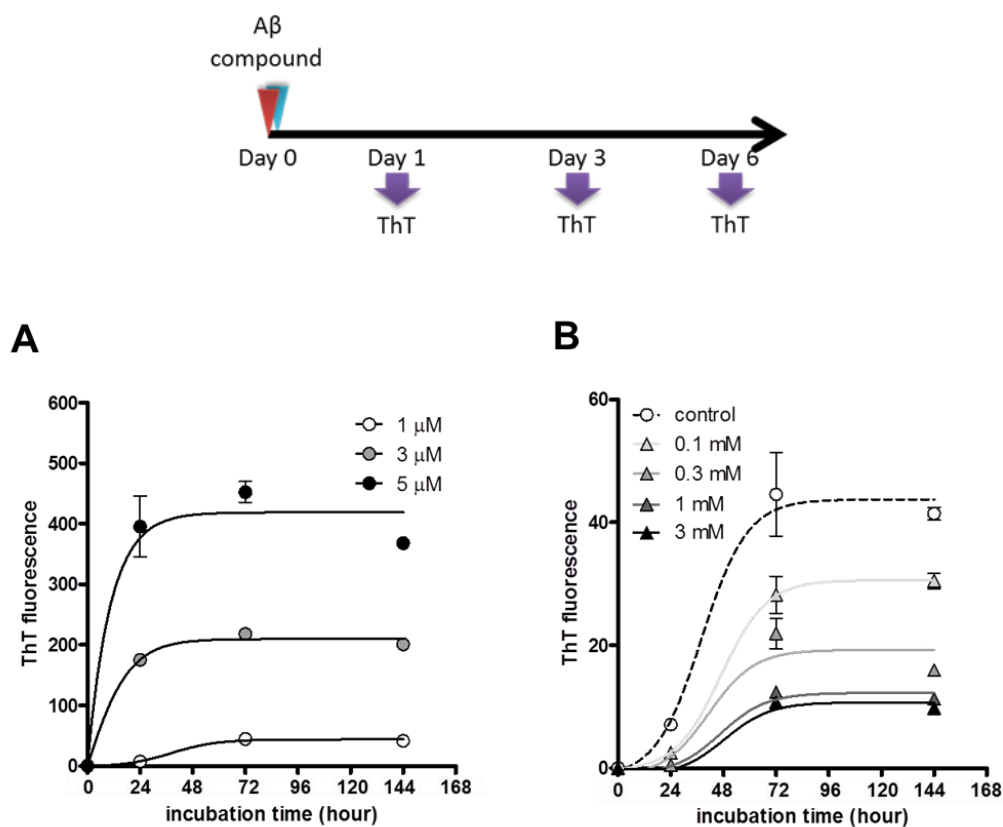 Aβ
compound
Day 0 Day 1 Day 3 Day 6
ThT ThT ThT
A
600
500
400
300
200
100
0
ThT fluorescence
1 μM
3 μM
5 μM
0 24 48 72 96 120 144 168
incubation time (hour)
B
60
40
20
0
ThT fluorescence
control
0.1 mM
0.3 mM
1 mM
3 mM
0 24 48 72 96 120 144 168
incubation time (hour)